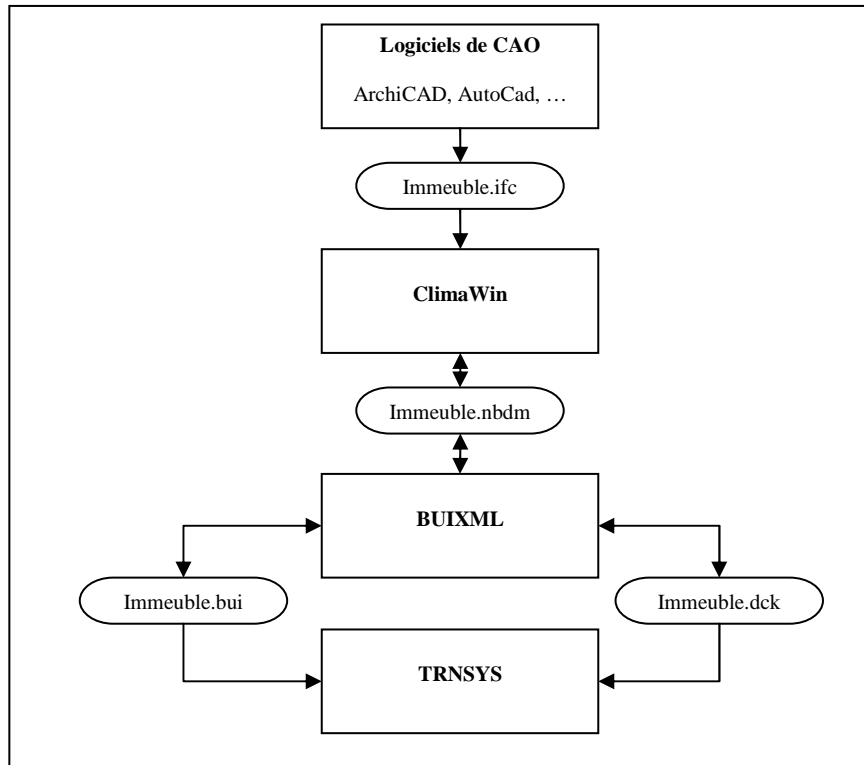 Logiciels de CAO
ArchiCAD, AutoCad, …
Immeuble.ifc
ClimaWin
Immeuble.nbdm
BUIXML
Immeuble.bui
Immeuble.dck
TRNSYS